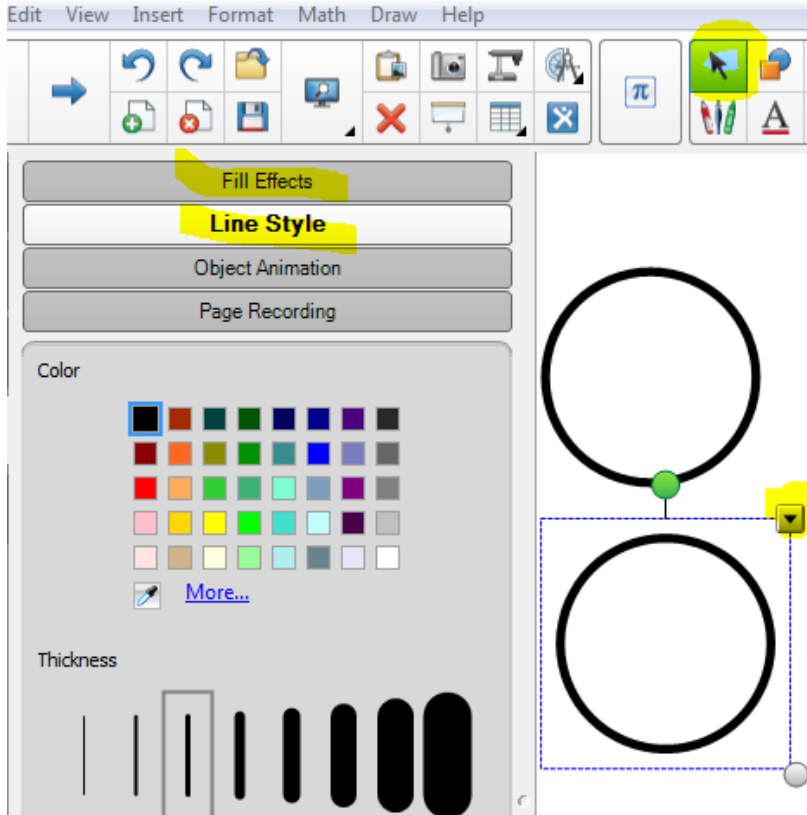 Edit View Insert Format Math Draw Help
π
A
Fill Effects
Line Style
Object Animation
Page Recording
Color
More...
Thickness